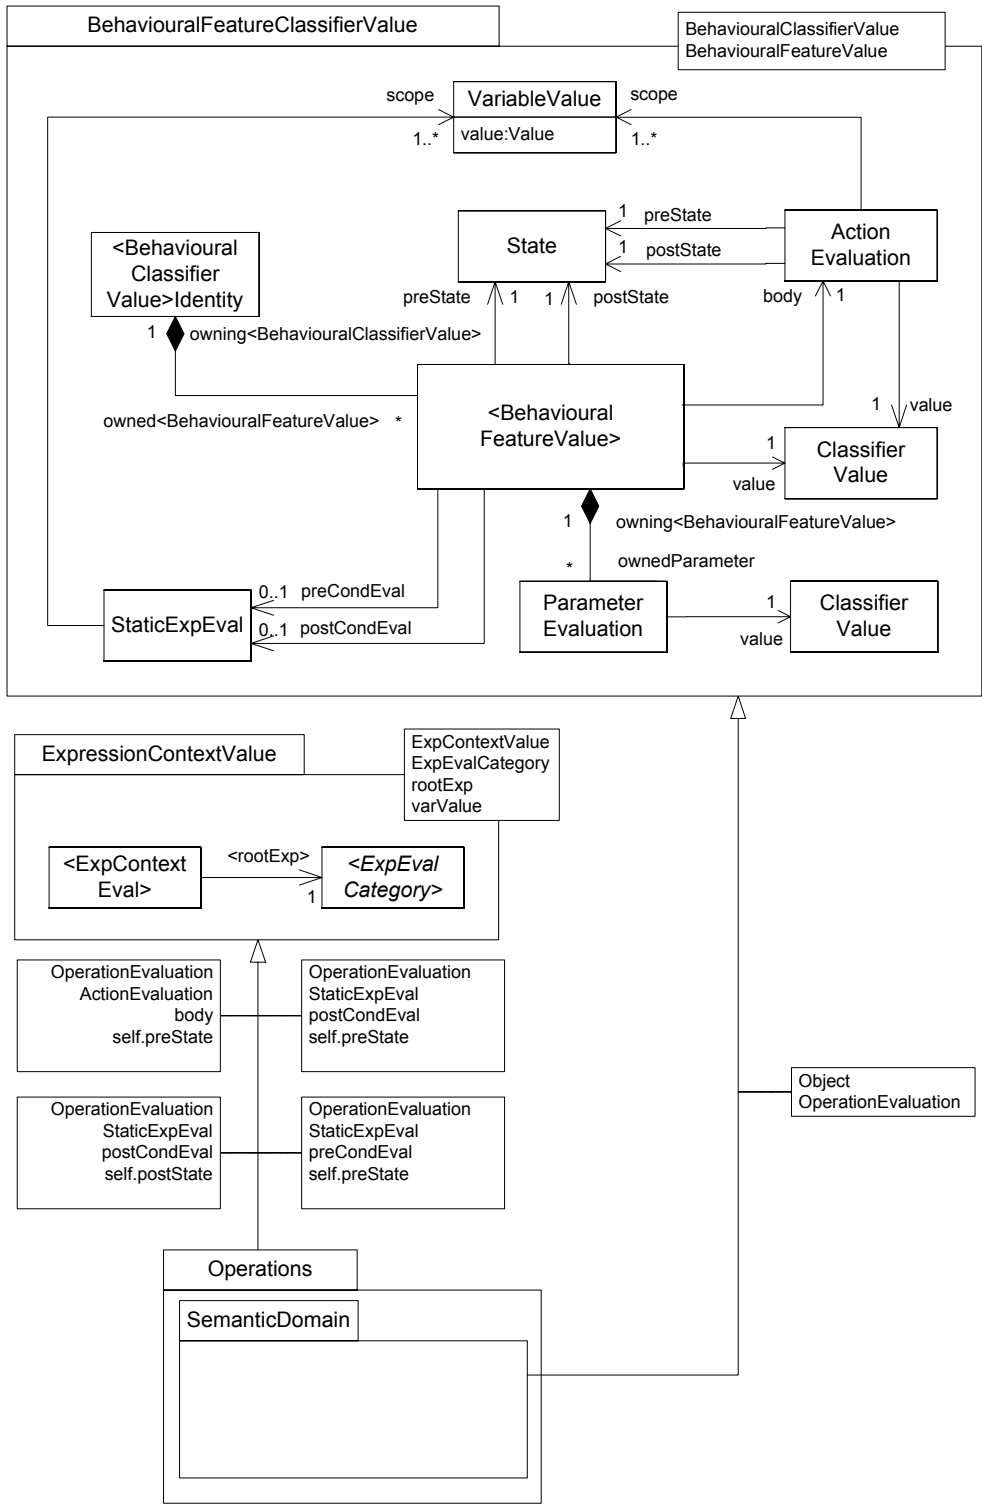 BehaviouralFeatureClassifierValue
BehaviouralClassifierValue
BehaviouralFeatureValue
scope
VariableValue
scope
1..*
value:Value
1..*
<Behavioural
Classifier
Value>Identity
State
1
preState
1
postState
Action
Evaluation
preState
1
1
postState
body
1
1
owning<BehaviouralClassifierValue>
owned<BehaviouralFeatureValue>
*
<Behavioural
FeatureValue>
1
value
1
value
Classifier
Value
1
owning<BehaviouralFeatureValue>
*
ownedParameter
0..1
preCondEval
StaticExpEval
0..1
postCondEval
Parameter
Evaluation
1
value
Classifier
Value
ExpressionContextValue
ExpContextValue
ExpEvalCategory
rootExp
varValue
<ExpContext
Eval>
<rootExp>
1
<ExpEval
Category>
OperationEvaluation
ActionEvaluation
body
self.preState
OperationEvaluation
StaticExpEval
postCondEval
self.preState
OperationEvaluation
StaticExpEval
postCondEval
self.postState
OperationEvaluation
StaticExpEval
preCondEval
self.preState
Object
OperationEvaluation
Operations
SemanticDomain